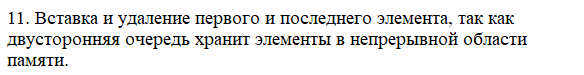 11. Вставка и удаление первого и последнего элемента, так как
двусторонняя очередь хранит элементы в непрерывной области
памяти.